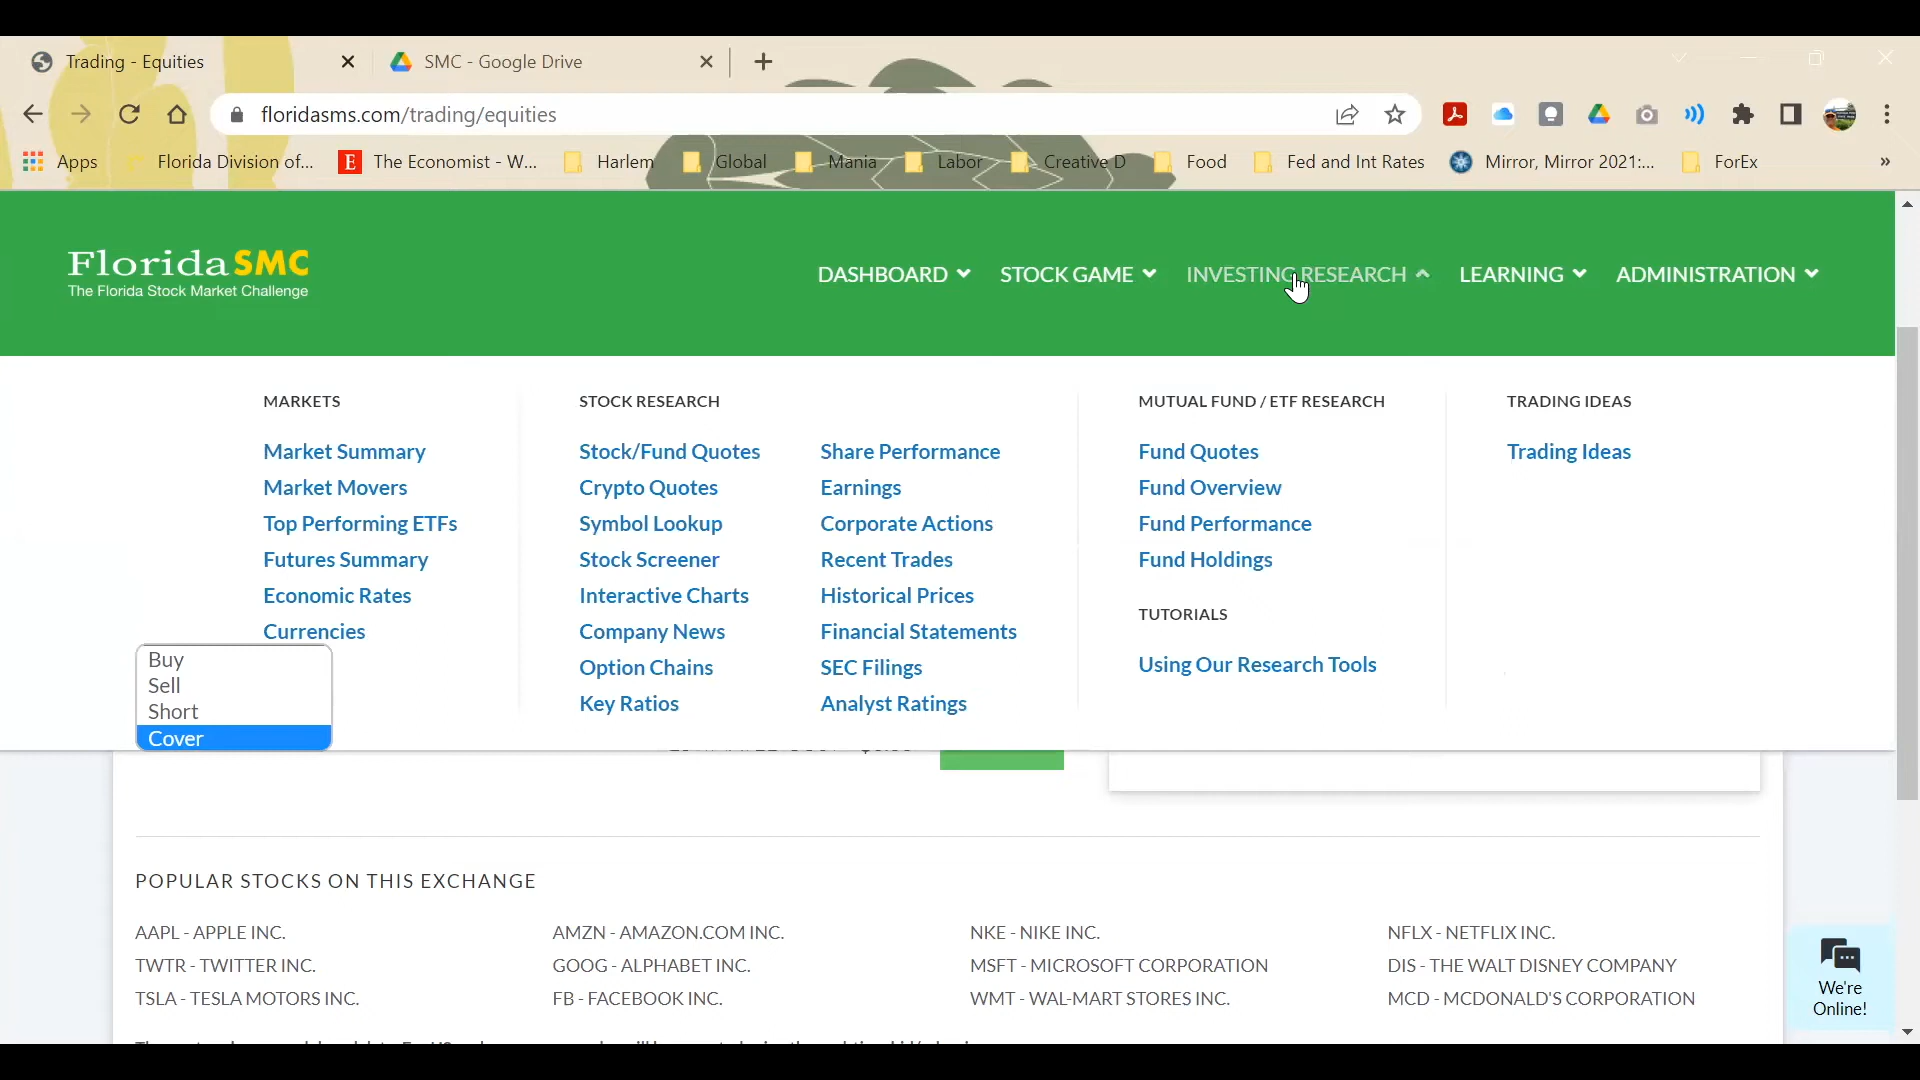 Trading - Equities
SMC - Google Drive
floridasms.com/trading/equities
Apps
Florida Division of...
The Economist - W...
Harlem
Global
Mania
Labor
Creative D
Food
Fed and Int Rates
Mirror, Mirror 2021:...
ForEx
»
Florida SMC
The Florida Stock Market Challenge
DASHBOARD
STOCK GAME
INVESTING RESEARCH
LEARNING
ADMINISTRATION
MARKETS
Market Summary
Market Movers
Top Performing ETFs
Futures Summary
Economic Rates
Currencies
Buy
Sell
Short
Cover
STOCK RESEARCH
Stock/Fund Quotes
Crypto Quotes
Symbol Lookup
Stock Screener
Interactive Charts
Company News
Option Chains
Key Ratios
Share Performance
Earnings
Corporate Actions
Recent Trades
Historical Prices
Financial Statements
SEC Filings
Analyst Ratings
MUTUAL FUND / ETF RESEARCH
Fund Quotes
Fund Overview
Fund Performance
Fund Holdings
TUTORIALS
Using Our Research Tools
TRADING IDEAS
Trading Ideas
POPULAR STOCKS ON THIS EXCHANGE
AAPL - APPLE INC.
AMZN - AMAZON.COM INC.
NKE - NIKE INC.
NFLX - NETFLIX INC.
TWTR - TWITTER INC.
GOOG - ALPHABET INC.
MSFT - MICROSOFT CORPORATION
DIS - THE WALT DISNEY COMPANY
TSLA - TESLA MOTORS INC.
FB - FACEBOOK INC.
WMT - WAL-MART STORES INC.
MCD - MCDONALD'S CORPORATION
We're
Online!